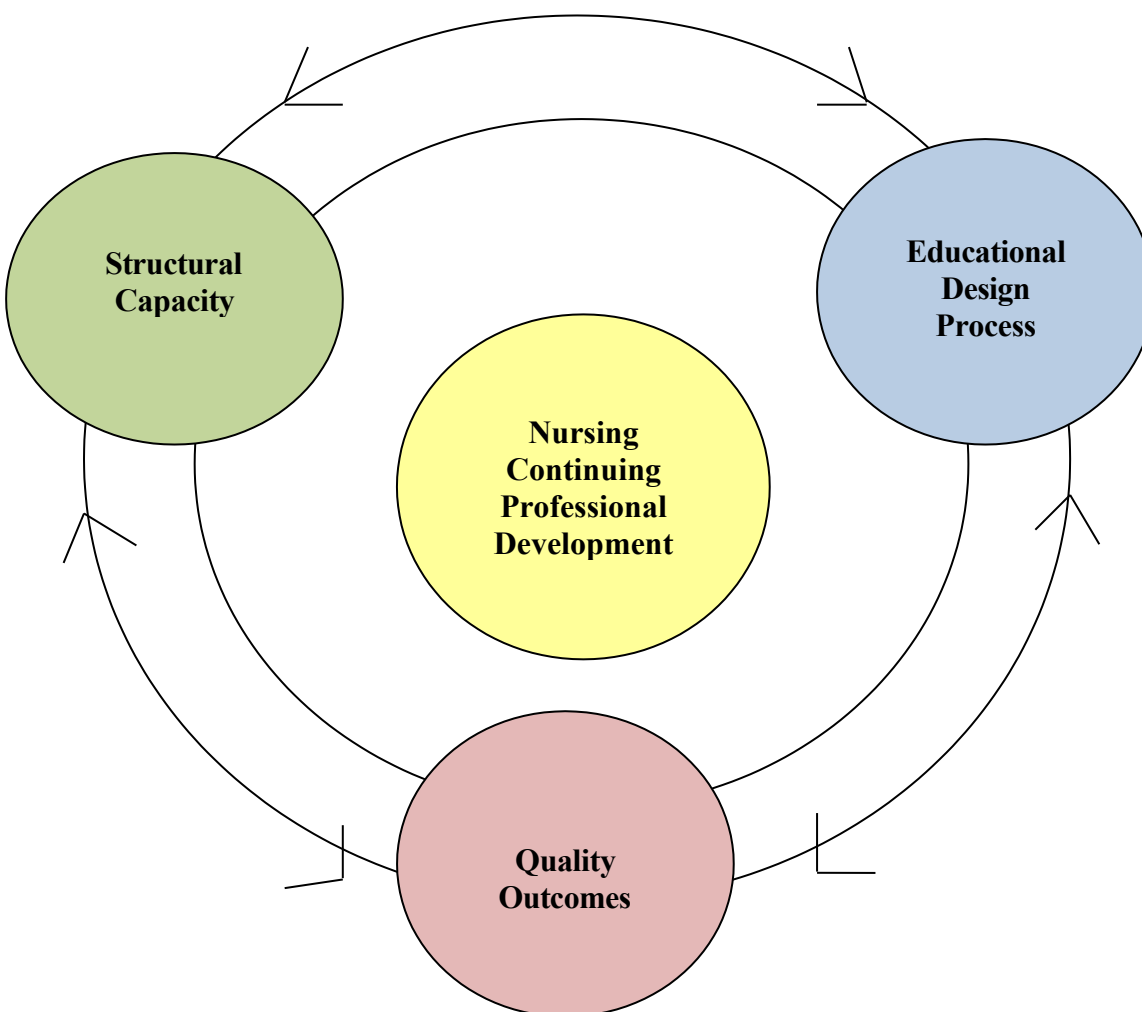 Structural
Capacity
Educational
Design
Process
Nursing
Continuing
Professional
Development
Quality
Outcomes